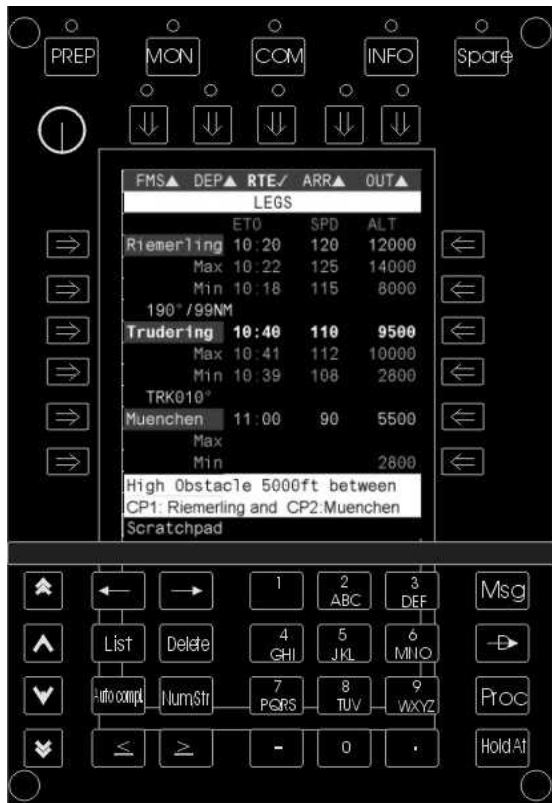 PREP MON COM INFO Spare
FMS▲ DEP▲ RTE✓ ARR▲ OUT▲
LEGS
ETO SPD ALT
Riemerling 10:20 120 12000
Max 10:22 125 14000
Min 10:18 115 8000
190°/99NM
Trudering 10:40 110 9500
Max 10:41 112 10000
Min 10:39 108 2800
TRK010°
Muenchen 11:00 90 5500
Max
Min 2800
High Obstacle 5000ft between
CP1: Riemerling and CP2:Muenchen
Scratchpad
1 2 3 Msg
ABC DEF
List Delete 4 5 6
GHI JKL MNO
Auto compl. NumStr 7 8 9 Proc
PQRS TUV WXYZ
≤ ≥ - 0 . Hold At